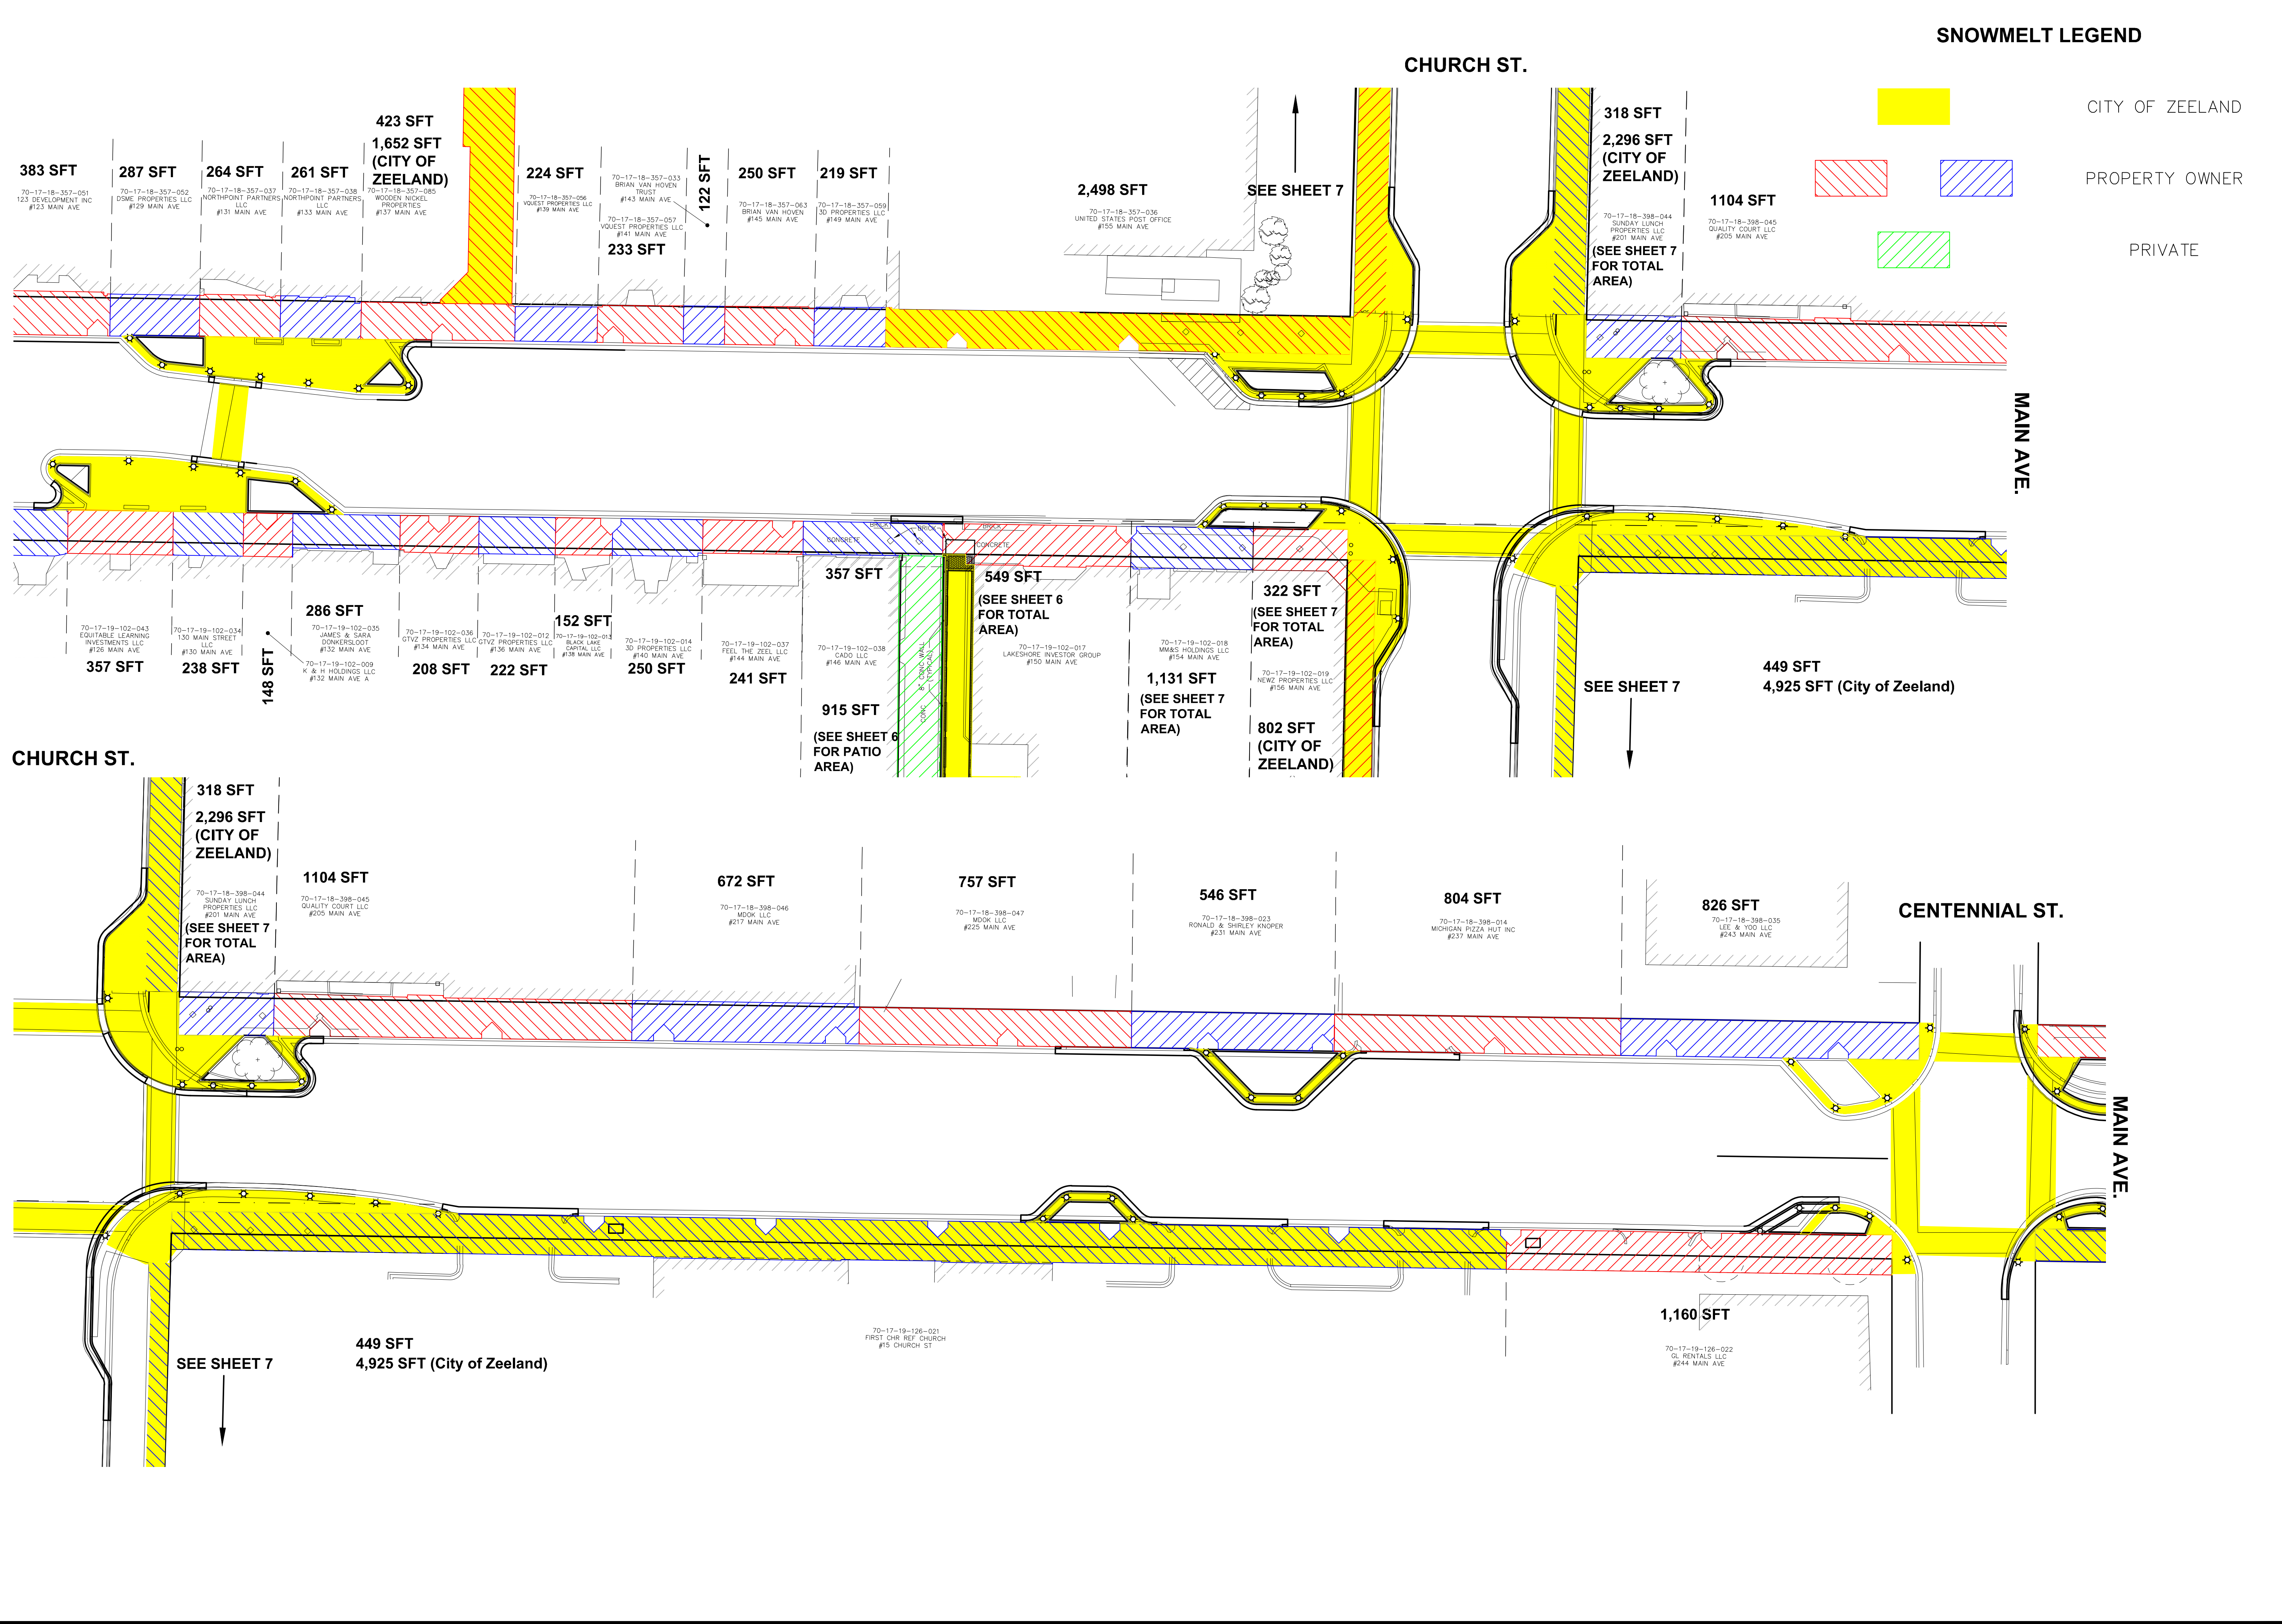 SNOWMELT LEGEND
CITY OF ZEELAND
PROPERTY OWNER
PRIVATE
CHURCH ST.
383 SFT
70-17-18-357-051
123 DEVELOPMENT INC
#123 MAIN AVE
287 SFT
70-17-18-357-052
DSME PROPERTIES LLC
#129 MAIN AVE
264 SFT
70-17-18-357-037
NORTHPOINT PARTNERS
LLC
#131 MAIN AVE
261 SFT
70-17-18-357-038
NORTHPOINT PARTNERS
LLC
#133 MAIN AVE
423 SFT
1,652 SFT
(CITY OF
ZEELAND)
70-17-18-357-085
WOODEN NICKEL
PROPERTIES
#137 MAIN AVE
224 SFT
70-17-18-357-056
VQUEST PROPERTIES LLC
#139 MAIN AVE
70-17-18-357-033
BRIAN VAN HOVEN
TRUST
#143 MAIN AVE
70-17-18-357-057
VQUEST PROPERTIES LLC
#141 MAIN AVE
233 SFT
122 SFT
250 SFT
70-17-18-357-063
BRIAN VAN HOVEN
#145 MAIN AVE
219 SFT
70-17-18-357-059
3D PROPERTIES LLC
#149 MAIN AVE
2,498 SFT
70-17-18-357-036
UNITED STATES POST OFFICE
#155 MAIN AVE
SEE SHEET 7
318 SFT
2,296 SFT
(CITY OF
ZEELAND)
70-17-18-398-044
SUNDAY LUNCH
PROPERTIES LLC
#201 MAIN AVE
(SEE SHEET 7
FOR TOTAL
AREA)
1104 SFT
70-17-18-398-045
QUALITY COURT LLC
#205 MAIN AVE
MAIN AVE.
BRICK
BRICK
BRICK
CONCRETE
CONCRETE
CONC
8" CONC WALL
(TYPICAL)
70-17-19-102-043
EQUITABLE LEARNING
INVESTMENTS LLC
#126 MAIN AVE
357 SFT
70-17-19-102-034
130 MAIN STREET
LLC
#130 MAIN AVE
238 SFT
148 SFT
286 SFT
70-17-19-102-035
JAMES & SARA
DONKERSLOOT
#132 MAIN AVE
70-17-19-102-009
K & H HOLDINGS LLC
#132 MAIN AVE A
70-17-19-102-036
GTVZ PROPERTIES LLC
#134 MAIN AVE
208 SFT
70-17-19-102-012
GTVZ PROPERTIES LLC
#136 MAIN AVE
222 SFT
152 SFT
70-17-19-102-013
BLACK LAKE
CAPITAL LLC
#138 MAIN AVE
70-17-19-102-014
3D PROPERTIES LLC
#140 MAIN AVE
250 SFT
70-17-19-102-037
FEEL THE ZEEL LLC
#144 MAIN AVE
241 SFT
357 SFT
70-17-19-102-038
CADO LLC
#146 MAIN AVE
915 SFT
(SEE SHEET 6
FOR PATIO
AREA)
549 SFT
(SEE SHEET 6
FOR TOTAL
AREA)
70-17-19-102-017
LAKESHORE INVESTOR GROUP
#150 MAIN AVE
70-17-19-102-018
MM&S HOLDINGS LLC
#154 MAIN AVE
1,131 SFT
(SEE SHEET 7
FOR TOTAL
AREA)
322 SFT
(SEE SHEET 7
FOR TOTAL
AREA)
70-17-19-102-019
NEWZ PROPERTIES LLC
#156 MAIN AVE
802 SFT
(CITY OF
ZEELAND)
SEE SHEET 7
449 SFT
4,925 SFT (City of Zeeland)
CHURCH ST.
318 SFT
2,296 SFT
(CITY OF
ZEELAND)
70-17-18-398-044
SUNDAY LUNCH
PROPERTIES LLC
#201 MAIN AVE
(SEE SHEET 7
FOR TOTAL
AREA)
1104 SFT
70-17-18-398-045
QUALITY COURT LLC
#205 MAIN AVE
672 SFT
70-17-18-398-046
MDOK LLC
#217 MAIN AVE
757 SFT
70-17-18-398-047
MDOK LLC
#225 MAIN AVE
546 SFT
70-17-18-398-023
RONALD & SHIRLEY KNOPER
#231 MAIN AVE
804 SFT
70-17-18-398-014
MICHIGAN PIZZA HUT INC
#237 MAIN AVE
826 SFT
70-17-18-398-035
LEE & YOO LLC
#243 MAIN AVE
CENTENNIAL ST.
MAIN AVE.
SEE SHEET 7
449 SFT
4,925 SFT (City of Zeeland)
70-17-19-126-021
FIRST CHR REF CHURCH
#15 CHURCH ST
1,160 SFT
70-17-19-126-022
GL RENTALS LLC
#244 MAIN AVE